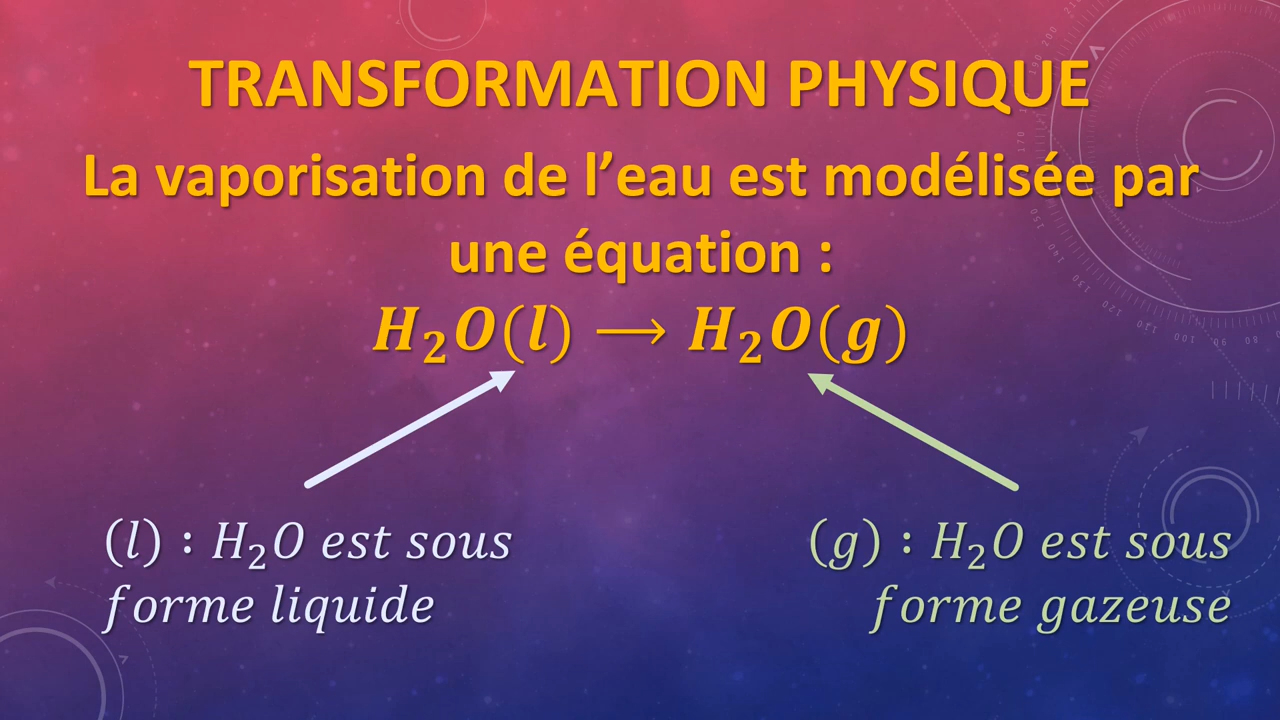 TRANSFORMATION PHYSIQUE
La vaporisation de l’eau est modélisée par
une équation :
H₂O(l) ⟶ H₂O(g)
(l) : H₂O est sous
forme liquide
(g) : H₂O est sous
forme gazeuse